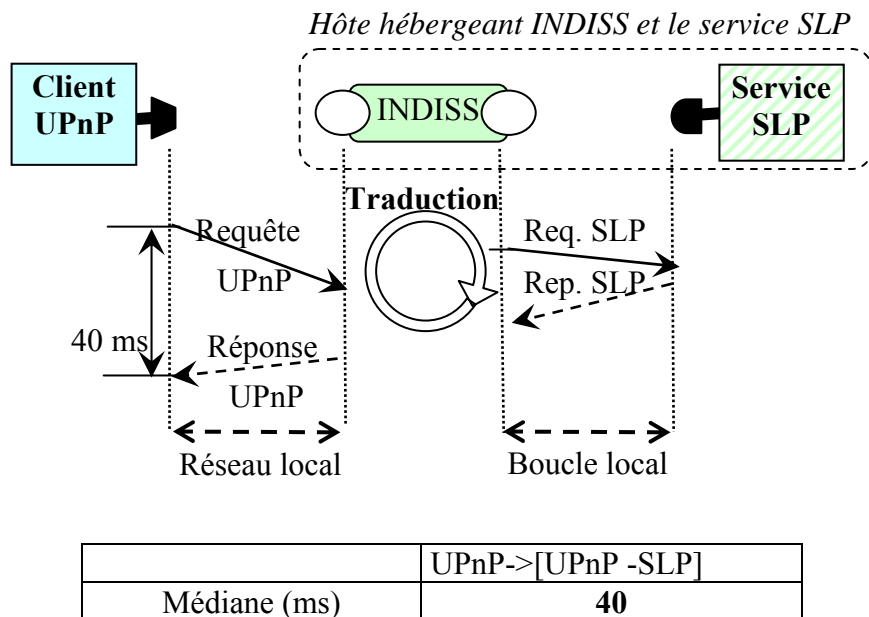 Hôte hébergeant INDISS et le service SLP
Client
UPnP
INDISS
Service
SLP
Traduction
Requête
UPnP
Req. SLP
Rep. SLP
40 ms
Réponse
UPnP
Réseau local
Boucle local
UPnP->[UPnP -SLP]
Médiane (ms)
40